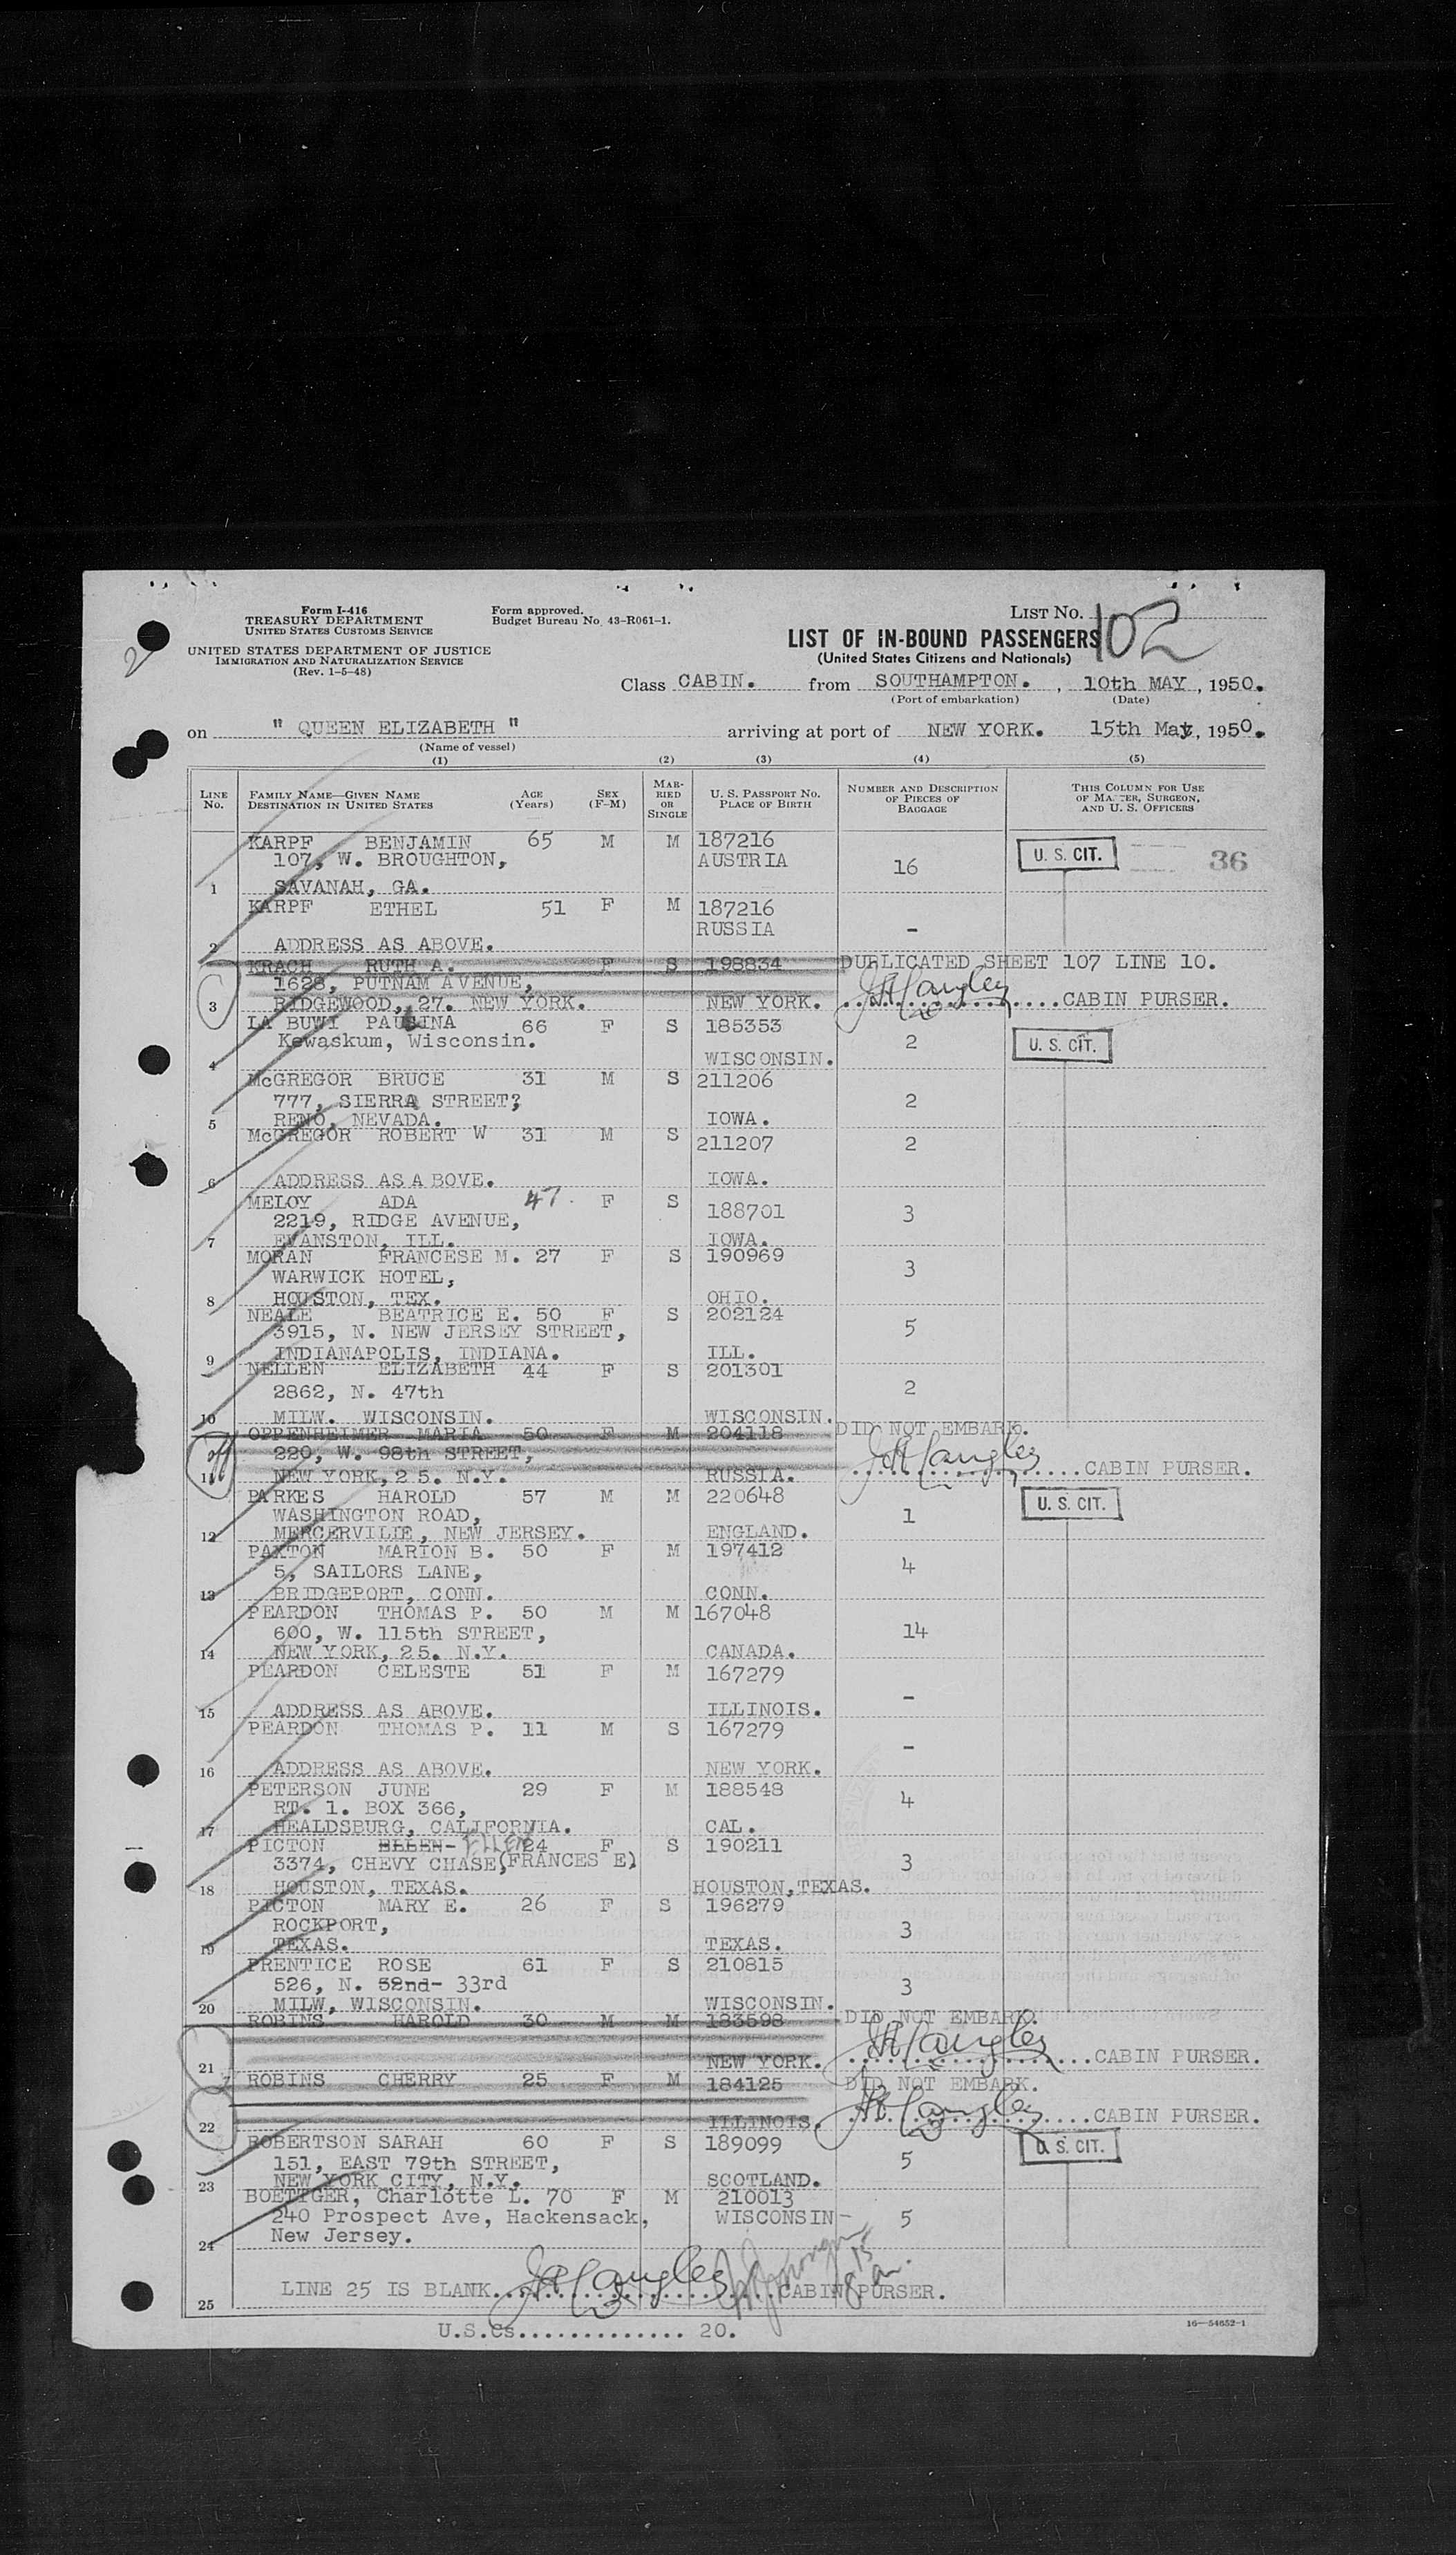 Form I-416
TREASURY DEPARTMENT
UNITED STATES CUSTOMS SERVICE
UNITED STATES DEPARTMENT OF JUSTICE
IMMIGRATION AND NATURALIZATION SERVICE
(Rev. 1-5-48)
Form approved.
Budget Bureau No. 43-R061-1.
LIST NO. 102
LIST OF IN-BOUND PASSENGERS
(United States Citizens and Nationals)
2
Class CABIN. from SOUTHAMPTON. , 10th MAY , 1950.
(Port of embarkation) (Date)
on " QUEEN ELIZABETH " arriving at port of NEW YORK. 15th May, 1950.
(Name of vessel)
(1) (2) (3) (4) (5)
LINE No. FAMILY NAME—GIVEN NAME DESTINATION IN UNITED STATES AGE (Years) SEX (F-M) MARRIED OR SINGLE U. S. PASSPORT NO. PLACE OF BIRTH NUMBER AND DESCRIPTION OF PIECES OF BAGGAGE THIS COLUMN FOR USE OF MASTER, SURGEON, AND U. S. OFFICERS
KARPF BENJAMIN 65 M M 187216
107, W. BROUGHTON, AUSTRIA 16 U. S. CIT. 36
1 SAVANAH, GA.
KARPF ETHEL 51 F M 187216
RUSSIA -
2 ADDRESS AS ABOVE.
KRACH RUTH A. F S 198834 DUPLICATED SHEET 107 LINE 10.
1628, PUTNAM AVENUE,
3 RIDGEWOOD, 27. NEW YORK. NEW YORK. CABIN PURSER.
LA BUWI PAULINA 66 F S 185353
Kewaskum, Wisconsin. 2 U. S. CIT.
4 WISCONSIN.
McGREGOR BRUCE 31 M S 211206
777, SIERRA STREET, 2
5 RENO, NEVADA. IOWA.
McGREGOR ROBERT W 31 M S 211207 2
6 ADDRESS AS A BOVE. IOWA.
MELOY ADA 47 F S 188701 3
2219, RIDGE AVENUE,
7 EVANSTON, ILL. IOWA.
MORAN FRANCESE M. 27 F S 190969
WARWICK HOTEL, 3
8 HOUSTON, TEX. OHIO.
NEALE BEATRICE E. 50 F S 202124
3915, N. NEW JERSEY STREET, 5
9 INDIANAPOLIS, INDIANA. ILL.
NELLEN ELIZABETH 44 F S 201301
2862, N. 47th 2
10 MILW. WISCONSIN. WISCONSIN.
OPPENHEIMER MARIA 50 F M 204118 DID NOT EMBARK.
off 220, W. 98th STREET,
11 NEW YORK, 25. N.Y. RUSSIA. CABIN PURSER.
PARKES HAROLD 57 M M 220648 U. S. CIT.
WASHINGTON ROAD, 1
12 MERCERVILIE, NEW JERSEY. ENGLAND.
PAXTON MARION B. 50 F M 197412
5, SAILORS LANE, 4
13 BRIDGEPORT, CONN. CONN.
PEARDON THOMAS P. 50 M M 167048
600, W. 115th STREET, 14
14 NEW YORK, 25. N.Y. CANADA.
PEARDON CELESTE 51 F M 167279
-
15 ADDRESS AS ABOVE. ILLINOIS.
PEARDON THOMAS P. 11 M S 167279
-
16 ADDRESS AS ABOVE. NEW YORK.
PETERSON JUNE 29 F M 188548
RT. 1. BOX 366, 4
17 HEALDSBURG, CALIFORNIA. CAL.
PICTON ELLEN 24 F S 190211
3374, CHEVY CHASE, (FRANCES E) 3
18 HOUSTON, TEXAS. HOUSTON, TEXAS.
PICTON MARY E. 26 F S 196279
ROCKPORT, 3
19 TEXAS. TEXAS.
PRENTICE ROSE 61 F S 210815
526, N. 52nd- 33rd 3
20 MILW, WISCONSIN. WISCONSIN.
ROBINS HAROLD 30 M M 183598 DID NOT EMBARK.
21 NEW YORK. CABIN PURSER.
ROBINS CHERRY 25 F M 184125 DID NOT EMBARK.
22 ILLINOIS. CABIN PURSER.
ROBERTSON SARAH 60 F S 189099 U. S. CIT.
151, EAST 79th STREET, 5
23 NEW YORK CITY, N.Y. SCOTLAND.
BOETTGER, Charlotte L. 70 F M 210013
240 Prospect Ave, Hackensack, WISCONSIN- 5
24 New Jersey.
25 LINE 25 IS BLANK. CABIN PURSER.
U.S.Cs.............. 20.
16—54652-1